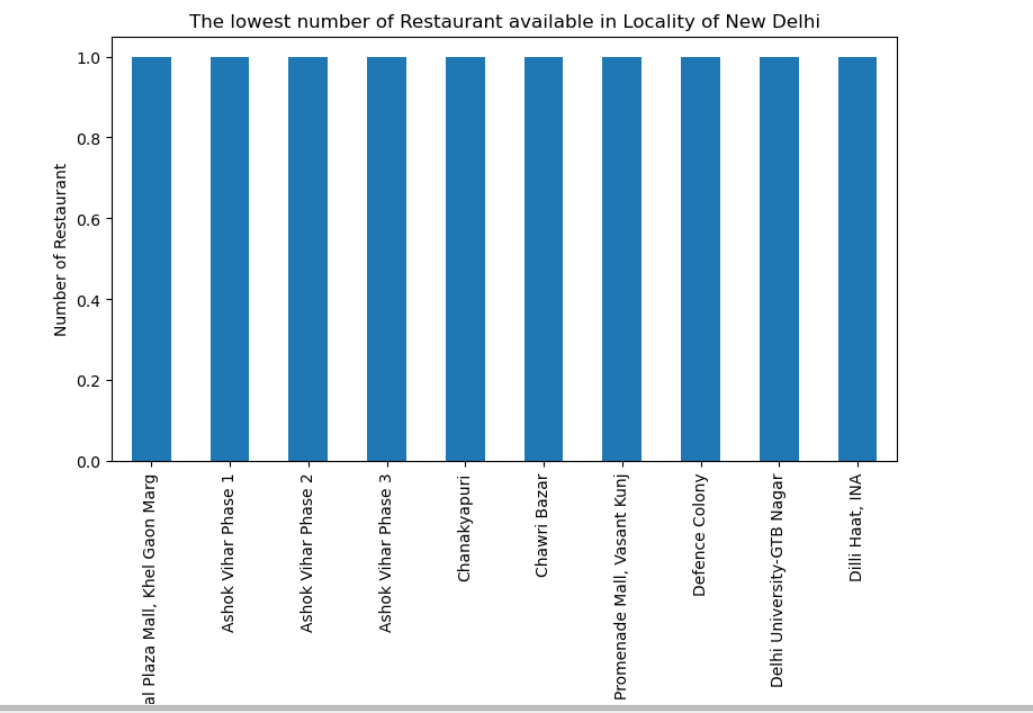 The lowest number of Restaurant available in Locality of New Delhi
Number of Restaurant
1.0
0.8
0.6
0.4
0.2
0.0
al Plaza Mall, Khel Gaon Marg
Ashok Vihar Phase 1
Ashok Vihar Phase 2
Ashok Vihar Phase 3
Chanakyapuri
Chawri Bazar
Promenade Mall, Vasant Kunj
Defence Colony
Delhi University-GTB Nagar
Dilli Haat, INA